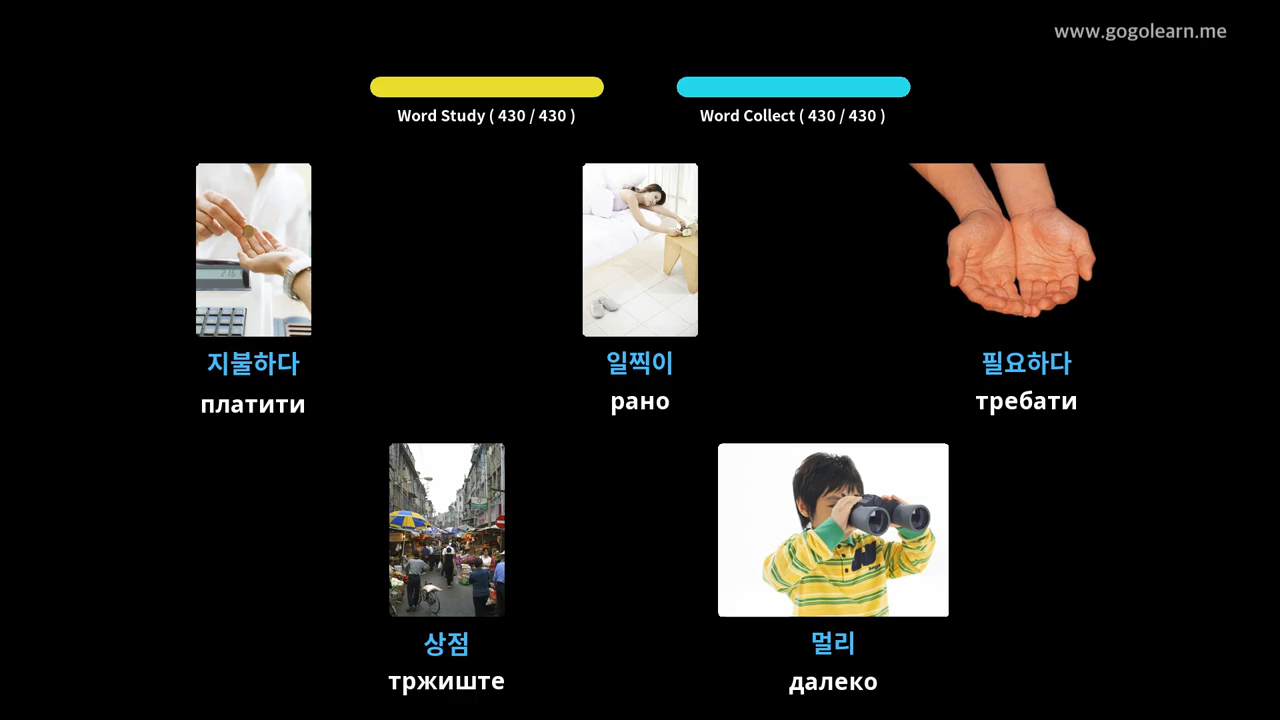 www.gogolearn.me
Word Study ( 430 / 430 )
Word Collect ( 430 / 430 )
지불하다
платити
일찍이
рано
필요하다
требати
상점
тржиште
멀리
далеко